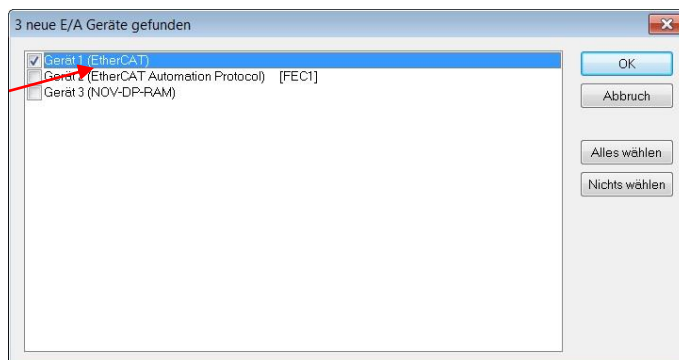 3 neue E/A Geräte gefunden
Gerät 1 (EtherCAT)
Gerät 2 (EtherCAT Automation Protocol) [FEC1]
Gerät 3 (NOV-DP-RAM)
OK
Abbruch
Alles wählen
Nichts wählen